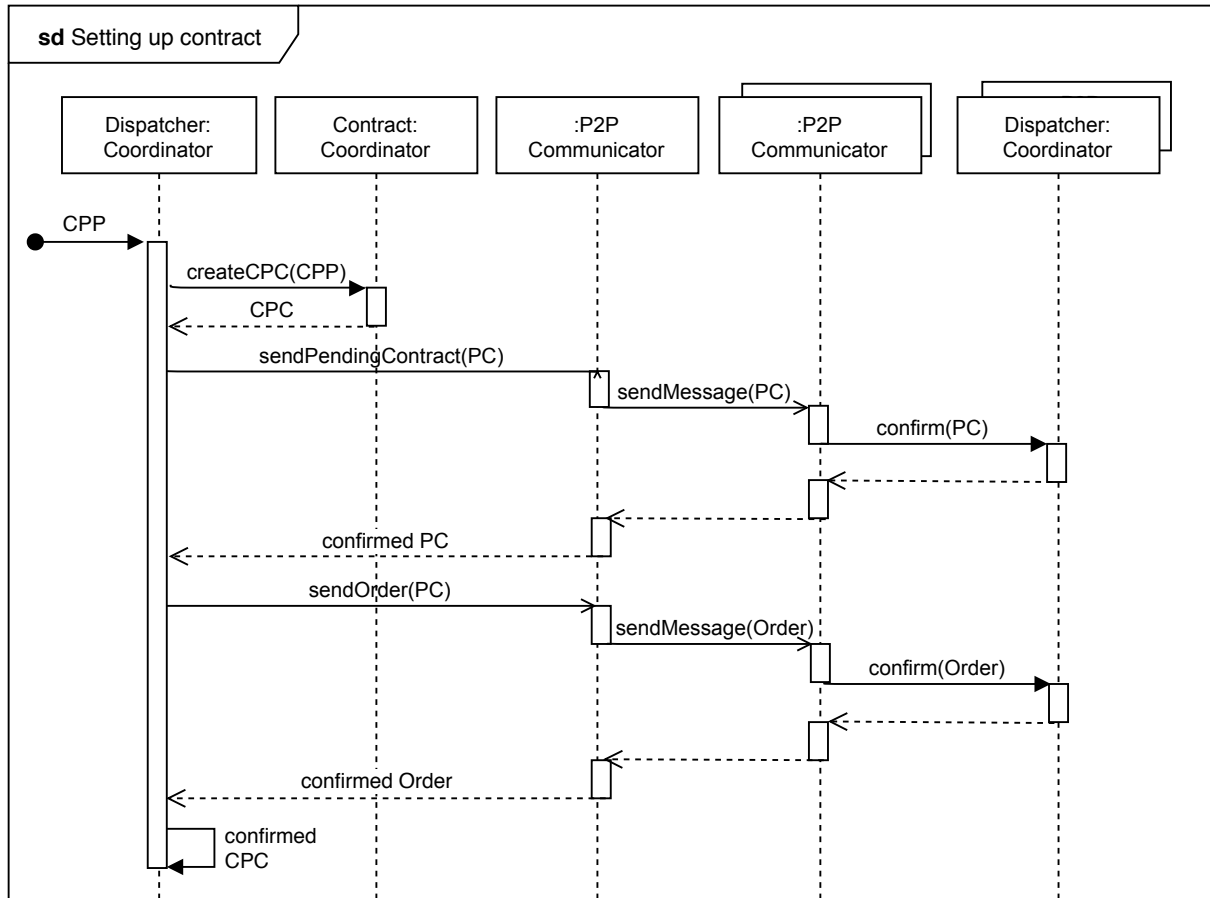 sd Setting up contract
Dispatcher:
Coordinator
Contract:
Coordinator
:P2P
Communicator
:P2P
Communicator
Dispatcher:
Coordinator
CPP
createCPC(CPP)
CPC
sendPendingContract(PC)
sendMessage(PC)
confirm(PC)
confirmed PC
sendOrder(PC)
sendMessage(Order)
confirm(Order)
confirmed Order
confirmed
CPC